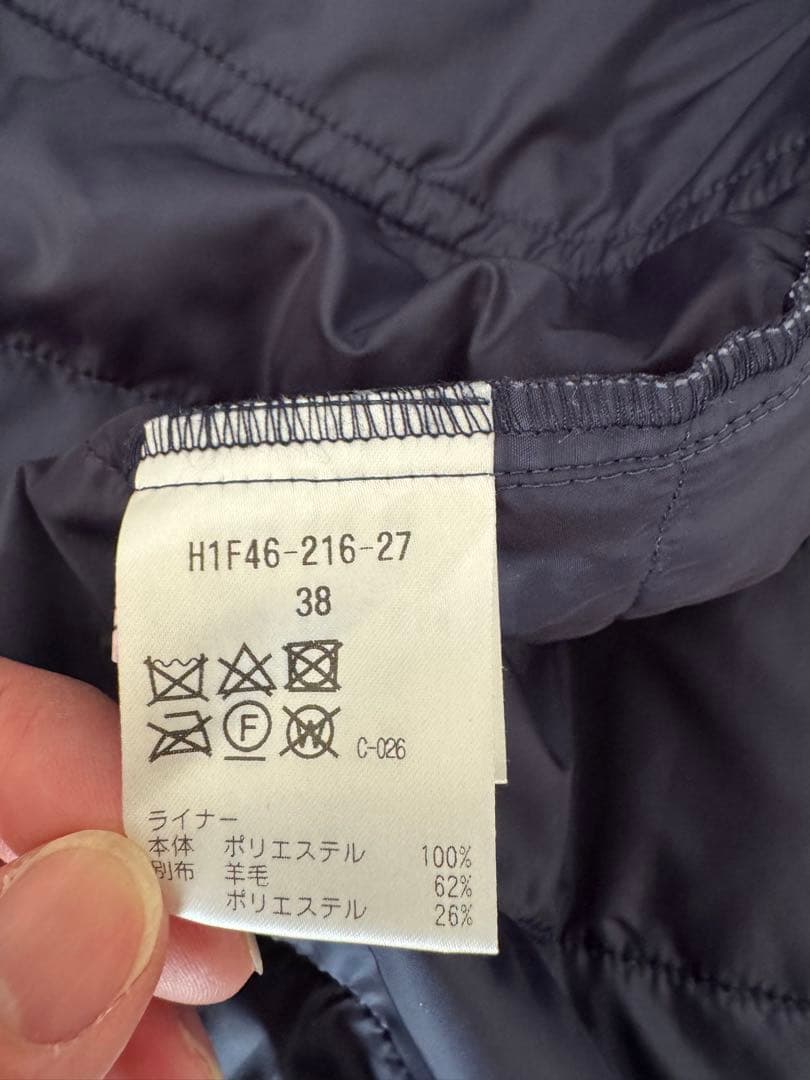 H1F46-216-27
38
F W C-026
ライナー
本体 ポリエステル 100%
別布 羊毛 62%
ポリエステル 26%